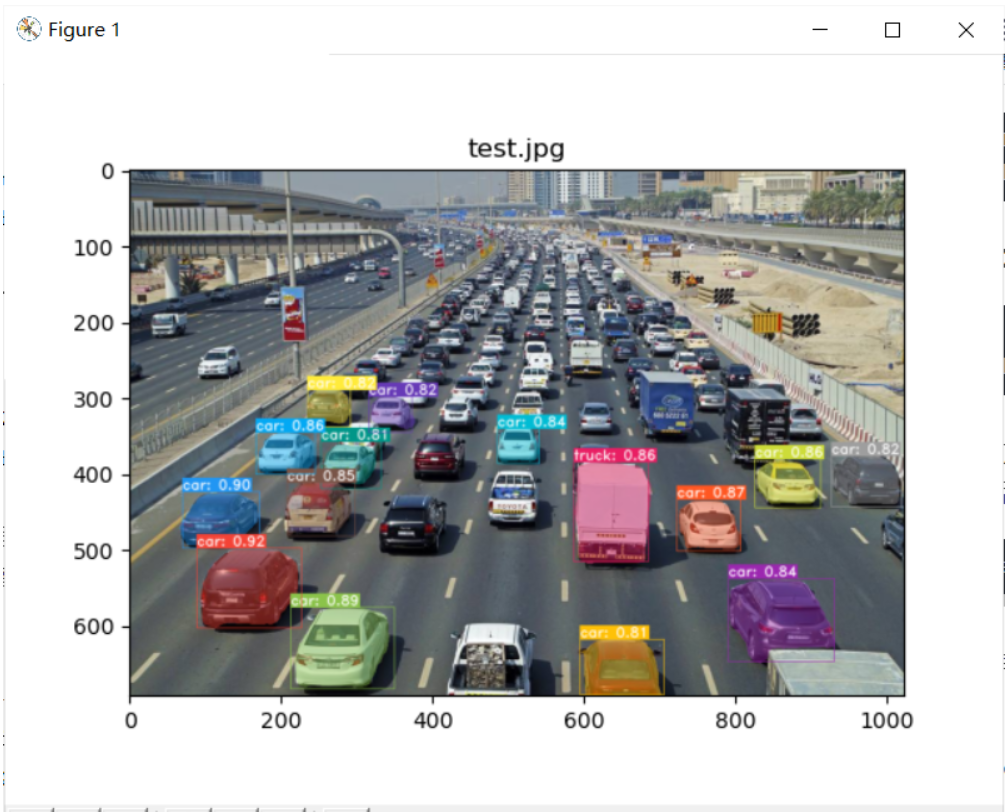 Figure 1
test.jpg
0
100
200
300
400
500
600
car: 0.82
car: 0.82
car: 0.86
car: 0.81
car: 0.84
truck: 0.86
car: 0.86
car: 0.82
car: 0.90
car: 0.85
car: 0.87
TOYOTA
car: 0.92
car: 0.84
car: 0.89
car: 0.81
0
200
400
600
800
1000